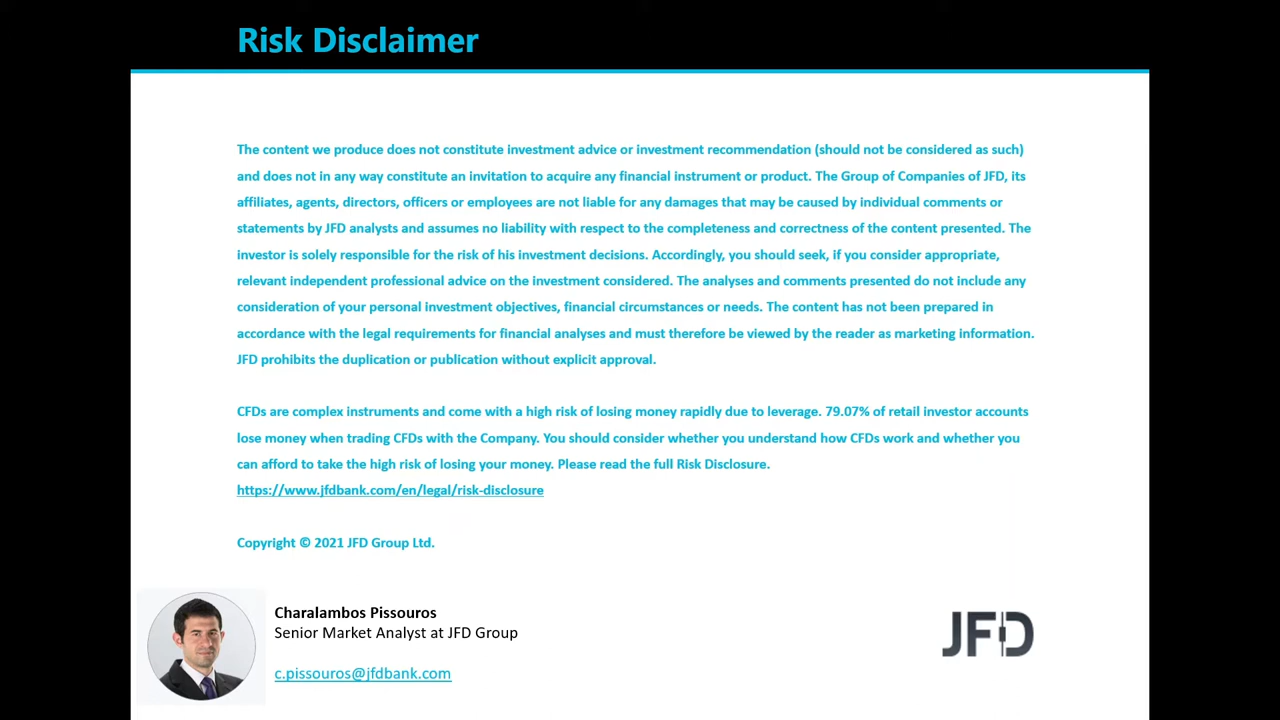 Risk Disclaimer
The content we produce does not constitute investment advice or investment recommendation (should not be considered as such)
and does not in any way constitute an invitation to acquire any financial instrument or product. The Group of Companies of JFD, its
affiliates, agents, directors, officers or employees are not liable for any damages that may be caused by individual comments or
statements by JFD analysts and assumes no liability with respect to the completeness and correctness of the content presented. The
investor is solely responsible for the risk of his investment decisions. Accordingly, you should seek, if you consider appropriate,
relevant independent professional advice on the investment considered. The analyses and comments presented do not include any
consideration of your personal investment objectives, financial circumstances or needs. The content has not been prepared in
accordance with the legal requirements for financial analyses and must therefore be viewed by the reader as marketing information.
JFD prohibits the duplication or publication without explicit approval.
CFDs are complex instruments and come with a high risk of losing money rapidly due to leverage. 79.07% of retail investor accounts
lose money when trading CFDs with the Company. You should consider whether you understand how CFDs work and whether you
can afford to take the high risk of losing your money. Please read the full Risk Disclosure.
https://www.jfdbank.com/en/legal/risk-disclosure
Copyright © 2021 JFD Group Ltd.
Charalambos Pissouros
Senior Market Analyst at JFD Group
c.pissouros@jfdbank.com
JFD